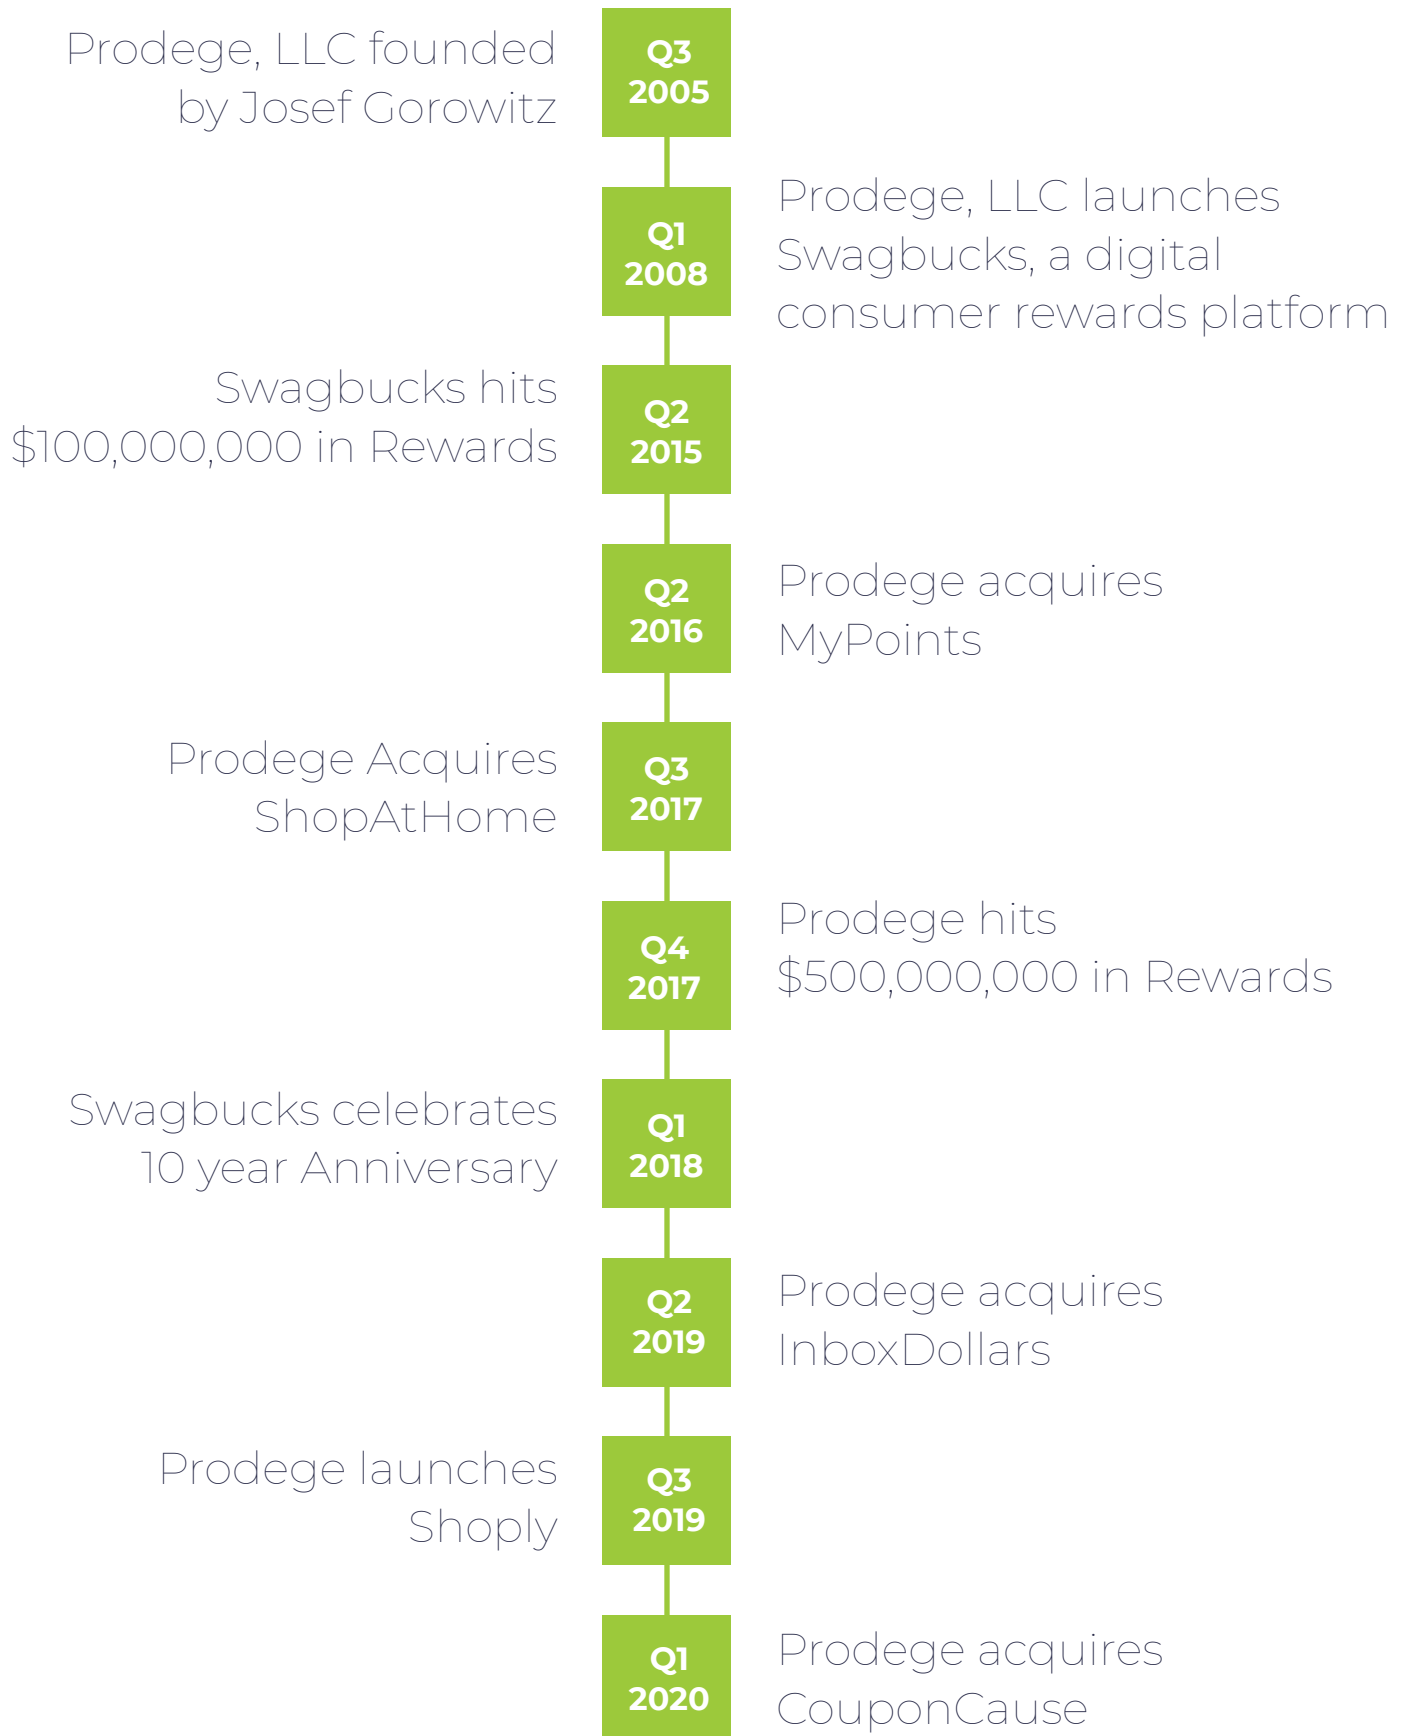 Prodege, LLC founded
by Josef Gorowitz
Q3
2005
Q1
2008
Prodege, LLC launches
Swagbucks, a digital
consumer rewards platform
Swagbucks hits
$100,000,000 in Rewards
Q2
2015
Q2
2016
Prodege acquires
MyPoints
Prodege Acquires
ShopAtHome
Q3
2017
Q4
2017
Prodege hits
$500,000,000 in Rewards
Swagbucks celebrates
10 year Anniversary
Q1
2018
Q2
2019
Prodege acquires
InboxDollars
Prodege launches
Shoply
Q3
2019
Q1
2020
Prodege acquires
CouponCause